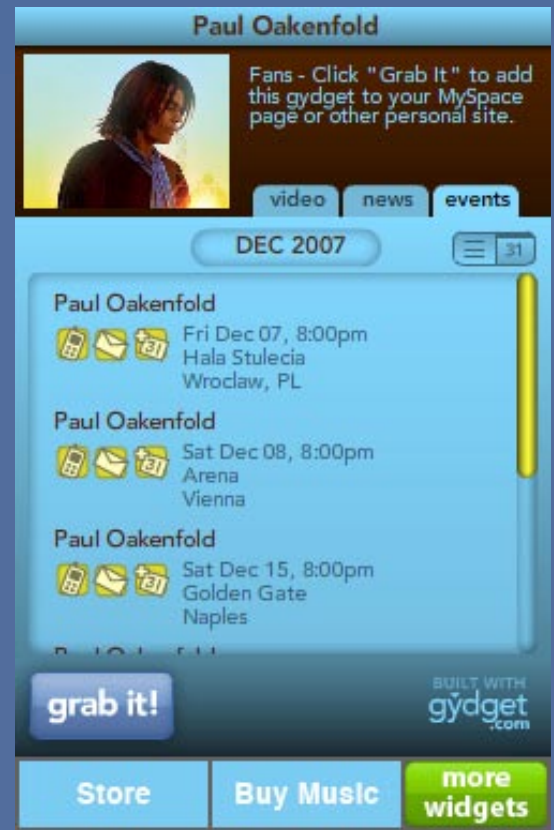 Paul Oakenfold
Fans - Click "Grab It" to add
this gydget to your MySpace
page or other personal site.
video news events
DEC 2007
31
Paul Oakenfold
31
Fri Dec 07, 8:00pm
Hala Stulecia
Wroclaw, PL
Paul Oakenfold
31
Sat Dec 08, 8:00pm
Arena
Vienna
Paul Oakenfold
31
Sat Dec 15, 8:00pm
Golden Gate
Naples
grab it!
BUILT WITH
gydget
.com
Store
Buy Music
more
widgets